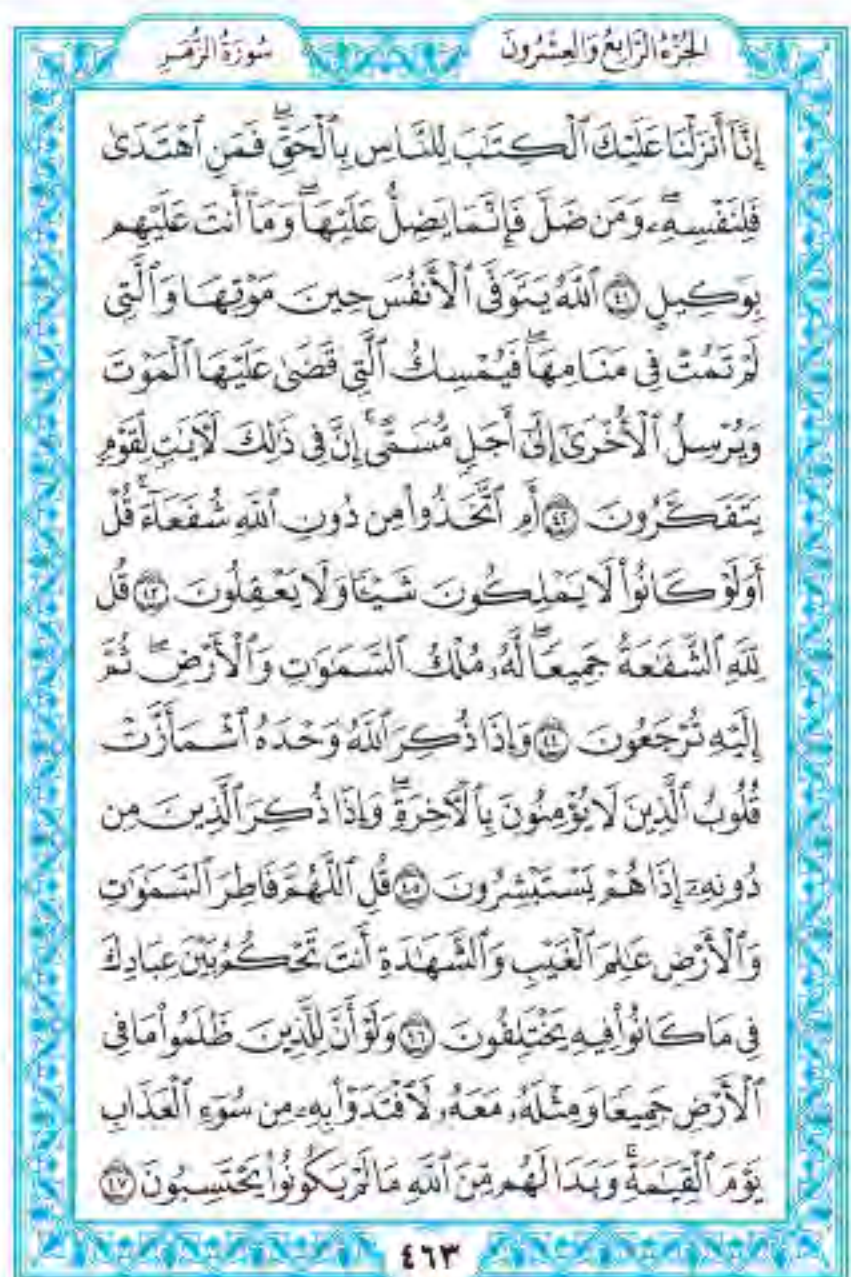 الجُزْءُ الرَّابِعُ وَالعِشْرُونَ
سُورَةُ الزُّمَرِ
إِنَّآ أَنزَلْنَا عَلَيْكَ ٱلْكِتَٰبَ لِلنَّاسِ بِٱلْحَقِّۖ فَمَنِ ٱهْتَدَىٰ
فَلِنَفْسِهِۦۖ وَمَن ضَلَّ فَإِنَّمَا يَضِلُّ عَلَيْهَاۖ وَمَآ أَنتَ عَلَيْهِم
بِوَكِيلٍ ۝٤١ ٱللَّهُ يَتَوَفَّى ٱلْأَنفُسَ حِينَ مَوْتِهَا وَٱلَّتِى
لَمْ تَمُتْ فِى مَنَامِهَاۖ فَيُمْسِكُ ٱلَّتِى قَضَىٰ عَلَيْهَا ٱلْمَوْتَ
وَيُرْسِلُ ٱلْأُخْرَىٰٓ إِلَىٰٓ أَجَلٍ مُّسَمًّىۚ إِنَّ فِى ذَٰلِكَ لَءَايَٰتٍ لِّقَوْمٍ
يَتَفَكَّرُونَ ۝٤٢ أَمِ ٱتَّخَذُوا۟ مِن دُونِ ٱللَّهِ شُفَعَآءَۚ قُلْ
أَوَلَوْ كَانُوا۟ لَا يَمْلِكُونَ شَيْـًٔا وَلَا يَعْقِلُونَ ۝٤٣ قُل
لِّلَّهِ ٱلشَّفَٰعَةُ جَمِيعًاۖ لَّهُۥ مُلْكُ ٱلسَّمَٰوَٰتِ وَٱلْأَرْضِۖ ثُمَّ
إِلَيْهِ تُرْجَعُونَ ۝٤٤ وَإِذَا ذُكِرَ ٱللَّهُ وَحْدَهُ ٱشْمَأَزَّتْ
قُلُوبُ ٱلَّذِينَ لَا يُؤْمِنُونَ بِٱلْءَاخِرَةِۖ وَإِذَا ذُكِرَ ٱلَّذِينَ مِن
دُونِهِۦٓ إِذَا هُمْ يَسْتَبْشِرُونَ ۝٤٥ قُلِ ٱللَّهُمَّ فَاطِرَ ٱلسَّمَٰوَٰتِ
وَٱلْأَرْضِ عَٰلِمَ ٱلْغَيْبِ وَٱلشَّهَٰدَةِ أَنتَ تَحْكُمُ بَيْنَ عِبَادِكَ
فِى مَا كَانُوا۟ فِيهِ يَخْتَلِفُونَ ۝٤٦ وَلَوْ أَنَّ لِلَّذِينَ ظَلَمُوا۟ مَا فِى
ٱلْأَرْضِ جَمِيعًا وَمِثْلَهُۥ مَعَهُۥ لَٱفْتَدَوْا۟ بِهِۦ مِن سُوٓءِ ٱلْعَذَابِ
يَوْمَ ٱلْقِيَٰمَةِۚ وَبَدَا لَهُم مِّنَ ٱللَّهِ مَا لَمْ يَكُونُوا۟ يَحْتَسِبُونَ ۝٤٧
٤٦٣